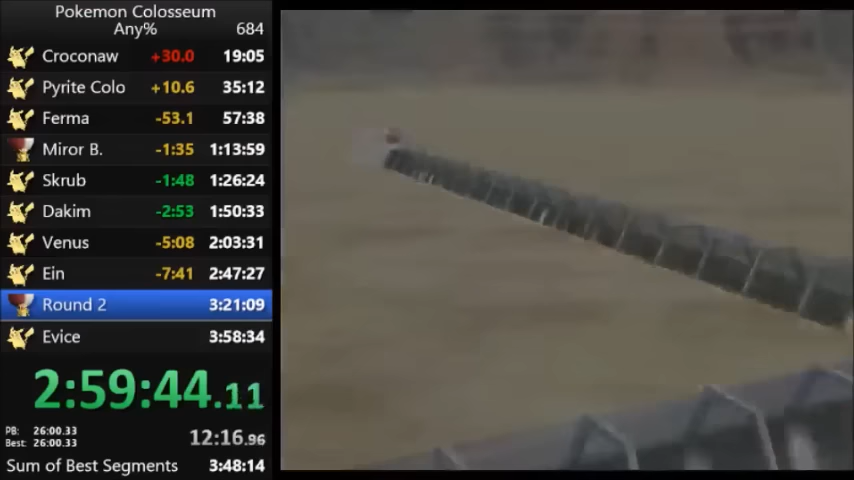 Pokemon Colosseum
Any% 684
Croconaw +30.0 19:05
Pyrite Colo +10.6 35:12
Ferma -53.1 57:38
Miror B. -1:35 1:13:59
Skrub -1:48 1:26:24
Dakim -2:53 1:50:33
Venus -5:08 2:03:31
Ein -7:41 2:47:27
Round 2 3:21:09
Evice 3:58:34
2:59:44.11
PB: 26:00.33
Best: 26:00.33
12:16.96
Sum of Best Segments 3:48:14